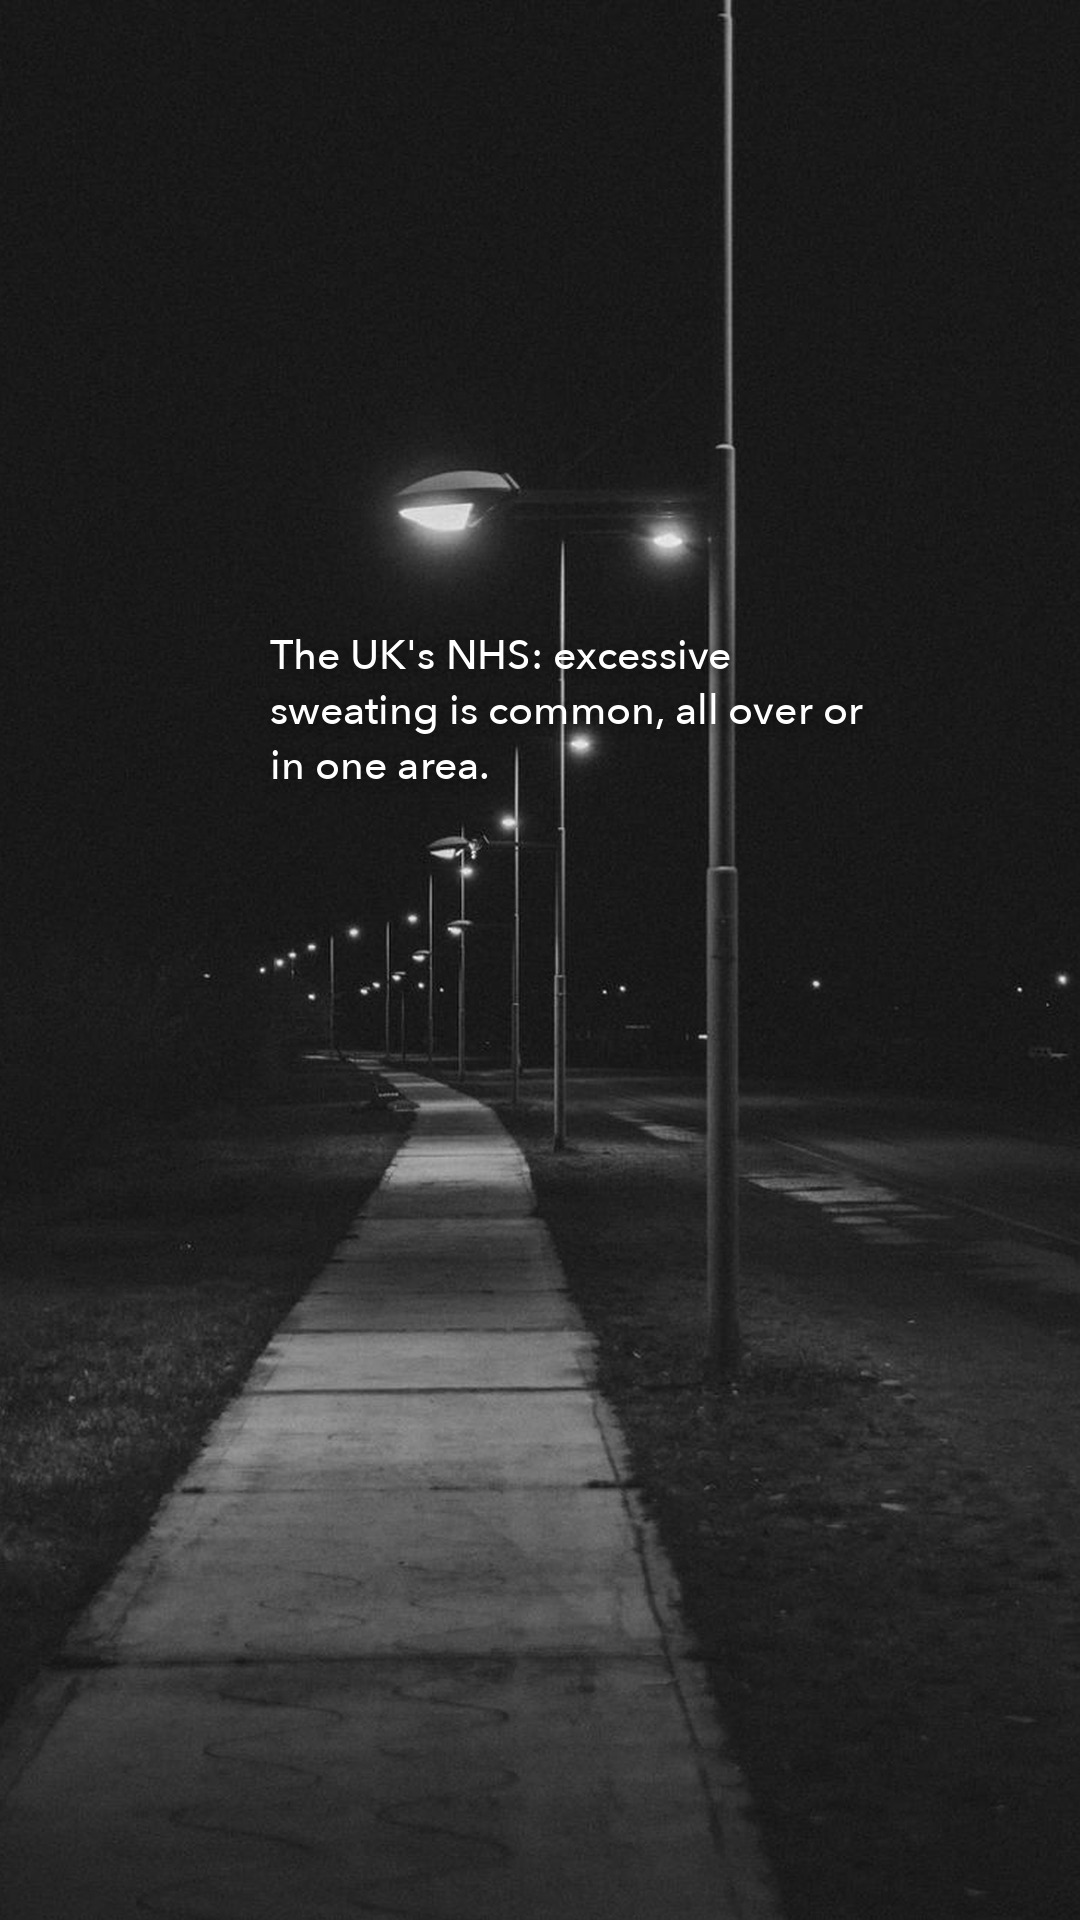 The UK's NHS: excessive
sweating is common, all over or
in one area.